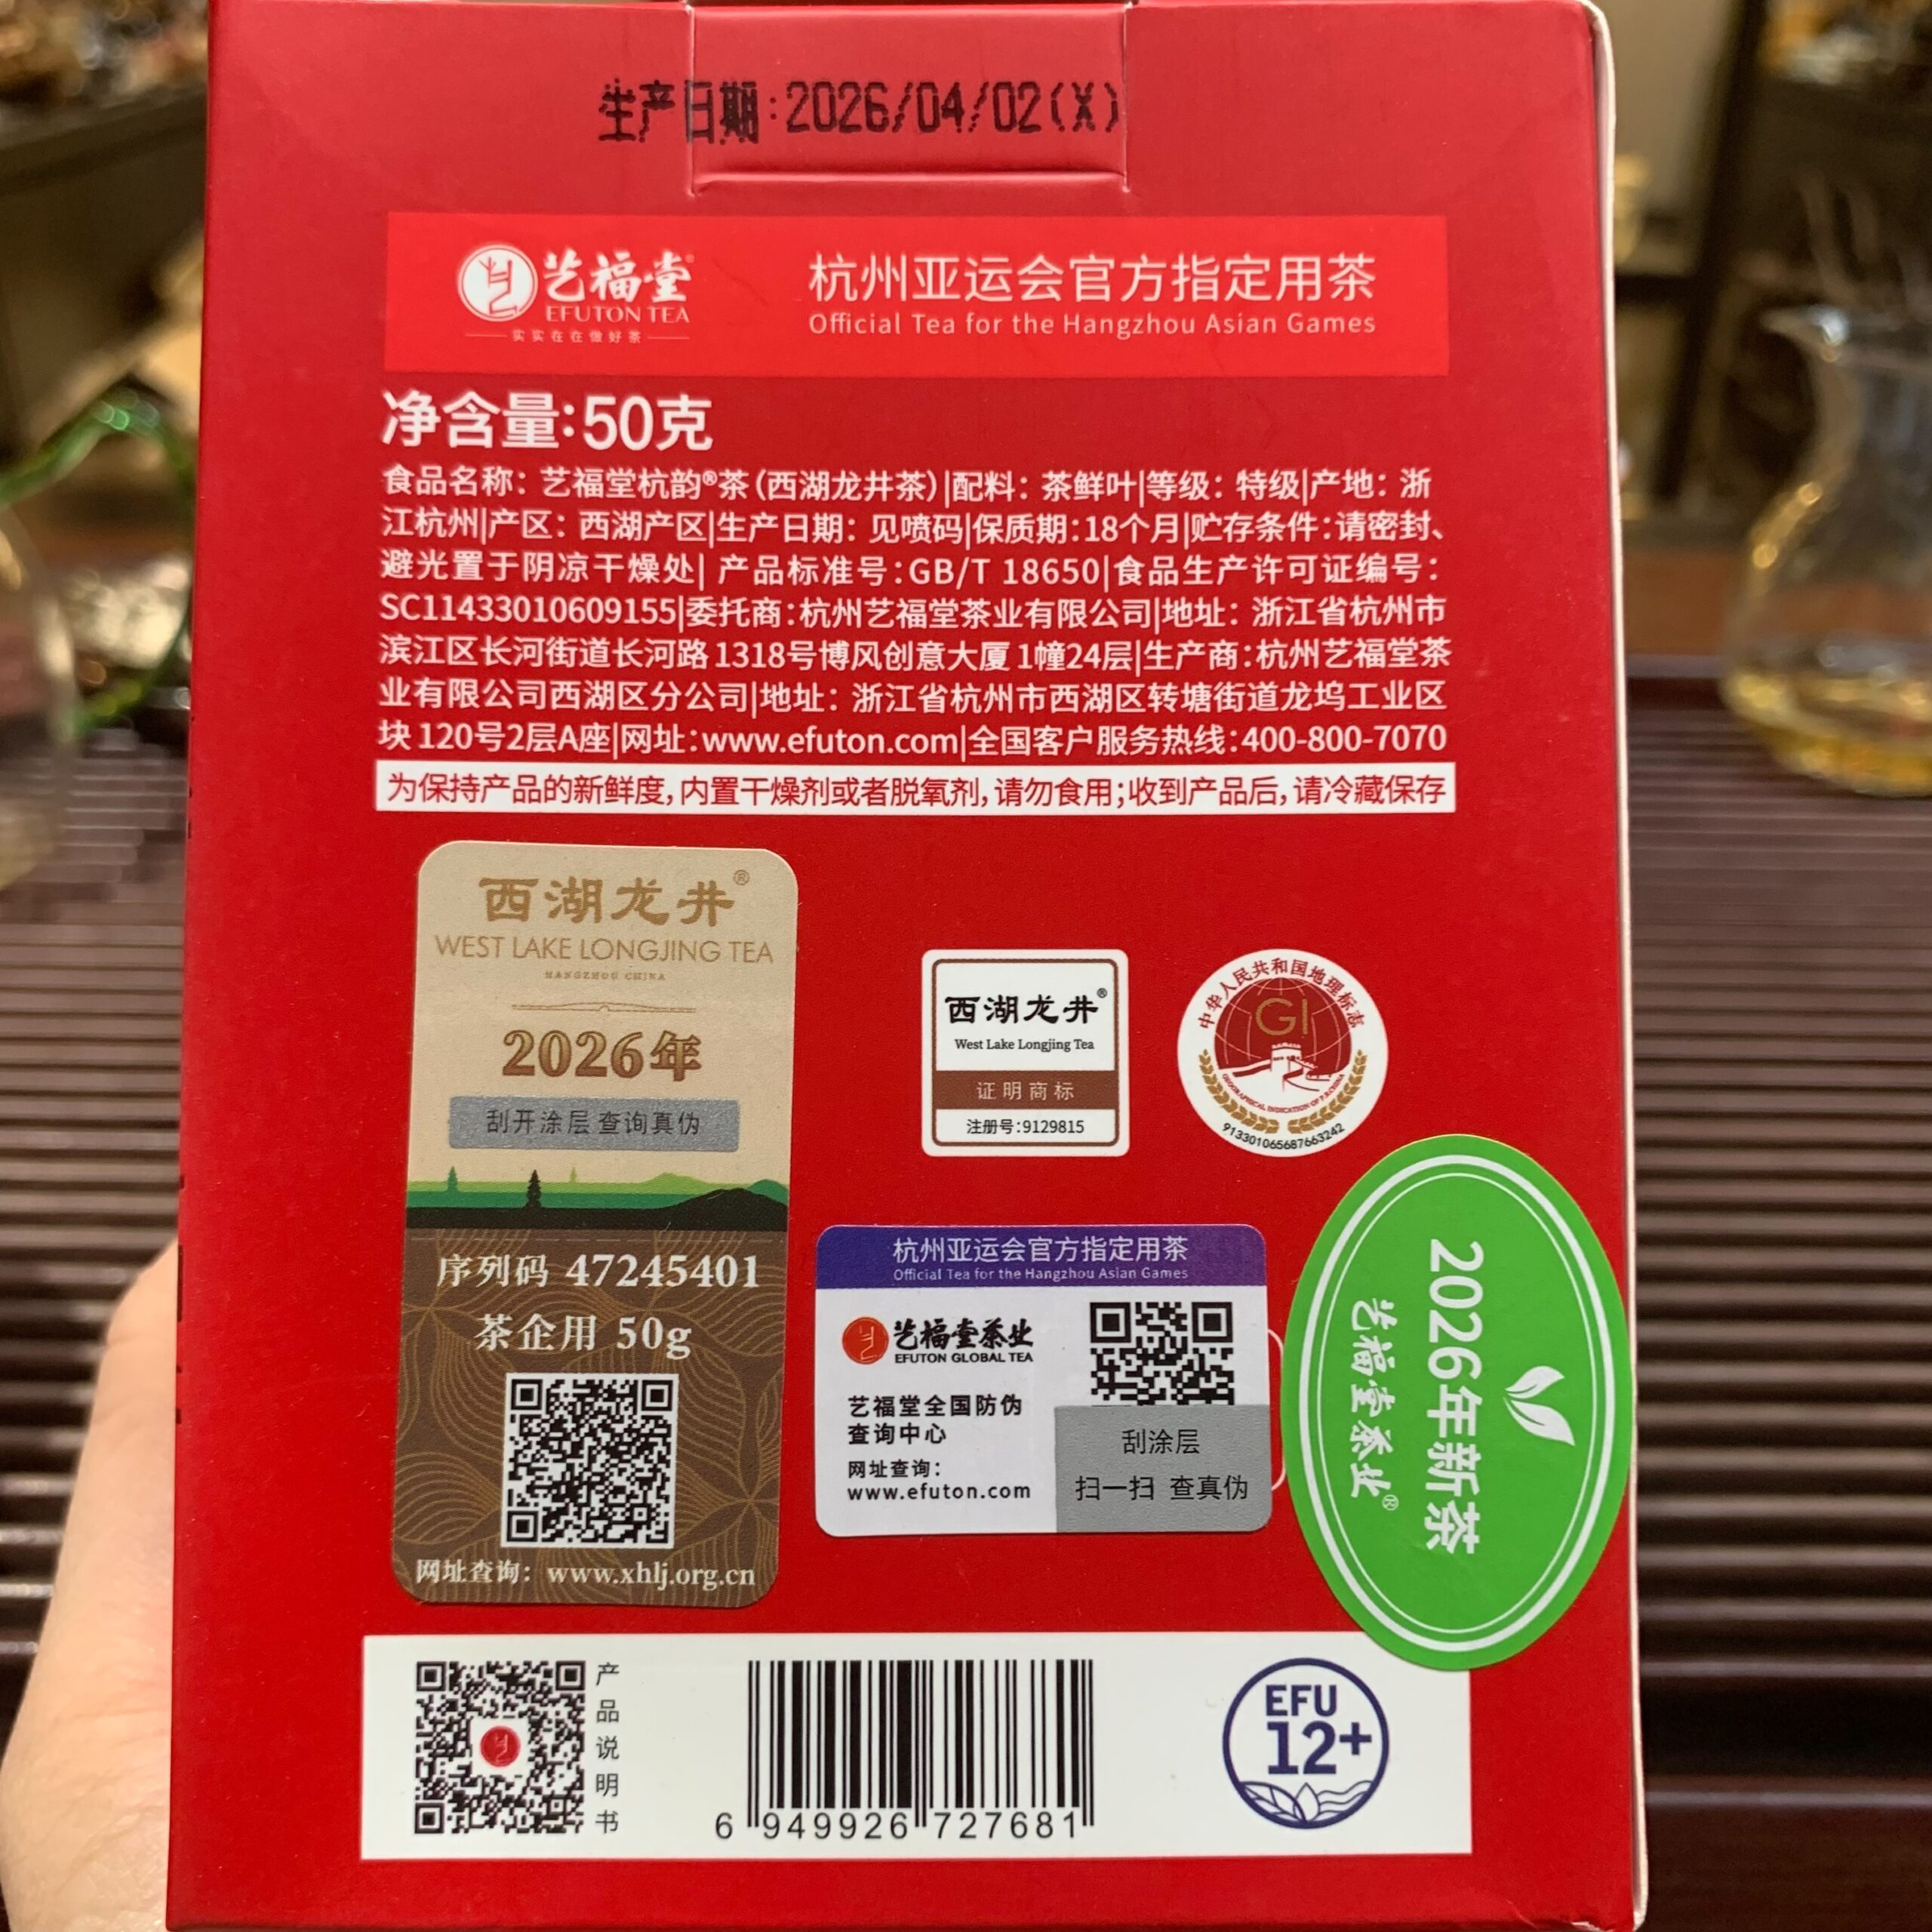 生产日期:2026/04/02(X)
艺福堂®
EFUTON TEA
实实在在做好茶
杭州亚运会官方指定用茶
Official Tea for the Hangzhou Asian Games
净含量:50克
食品名称: 艺福堂杭韵®茶(西湖龙井茶)|配料: 茶鲜叶|等级: 特级|产地: 浙
江杭州|产区: 西湖产区|生产日期: 见喷码|保质期:18个月|贮存条件:请密封、
避光置于阴凉干燥处| 产品标准号:GB/T 18650|食品生产许可证编号:
SC11433010609155|委托商:杭州艺福堂茶业有限公司|地址: 浙江省杭州市
滨江区长河街道长河路1318号博风创意大厦1幢24层|生产商:杭州艺福堂茶
业有限公司西湖区分公司|地址: 浙江省杭州市西湖区转塘街道龙坞工业区
块120号2层A座|网址:www.efuton.com|全国客户服务热线:400-800-7070
为保持产品的新鲜度,内置干燥剂或者脱氧剂,请勿食用;收到产品后,请冷藏保存
西湖龙井®
WEST LAKE LONGJING TEA
HANGZHOU CHINA
2026年
刮开涂层 查询真伪
序列码 47245401
茶企用 50g
网址查询: www.xhlj.org.cn
西湖龙井®
West Lake Longjing Tea
证明商标
注册号:9129815
中华人民共和国地理标志
GI
GEOGRAPHICAL INDICATION OF P.R.CHINA
913301065687663242
杭州亚运会官方指定用茶
Official Tea for the Hangzhou Asian Games
艺福堂茶业
EFUTON GLOBAL TEA
艺福堂全国防伪
查询中心
网址查询:
www.efuton.com
刮涂层
扫一扫 查真伪
2026年新茶
艺福堂茶业®
产品说明书
6 949926 727681
EFU
12+